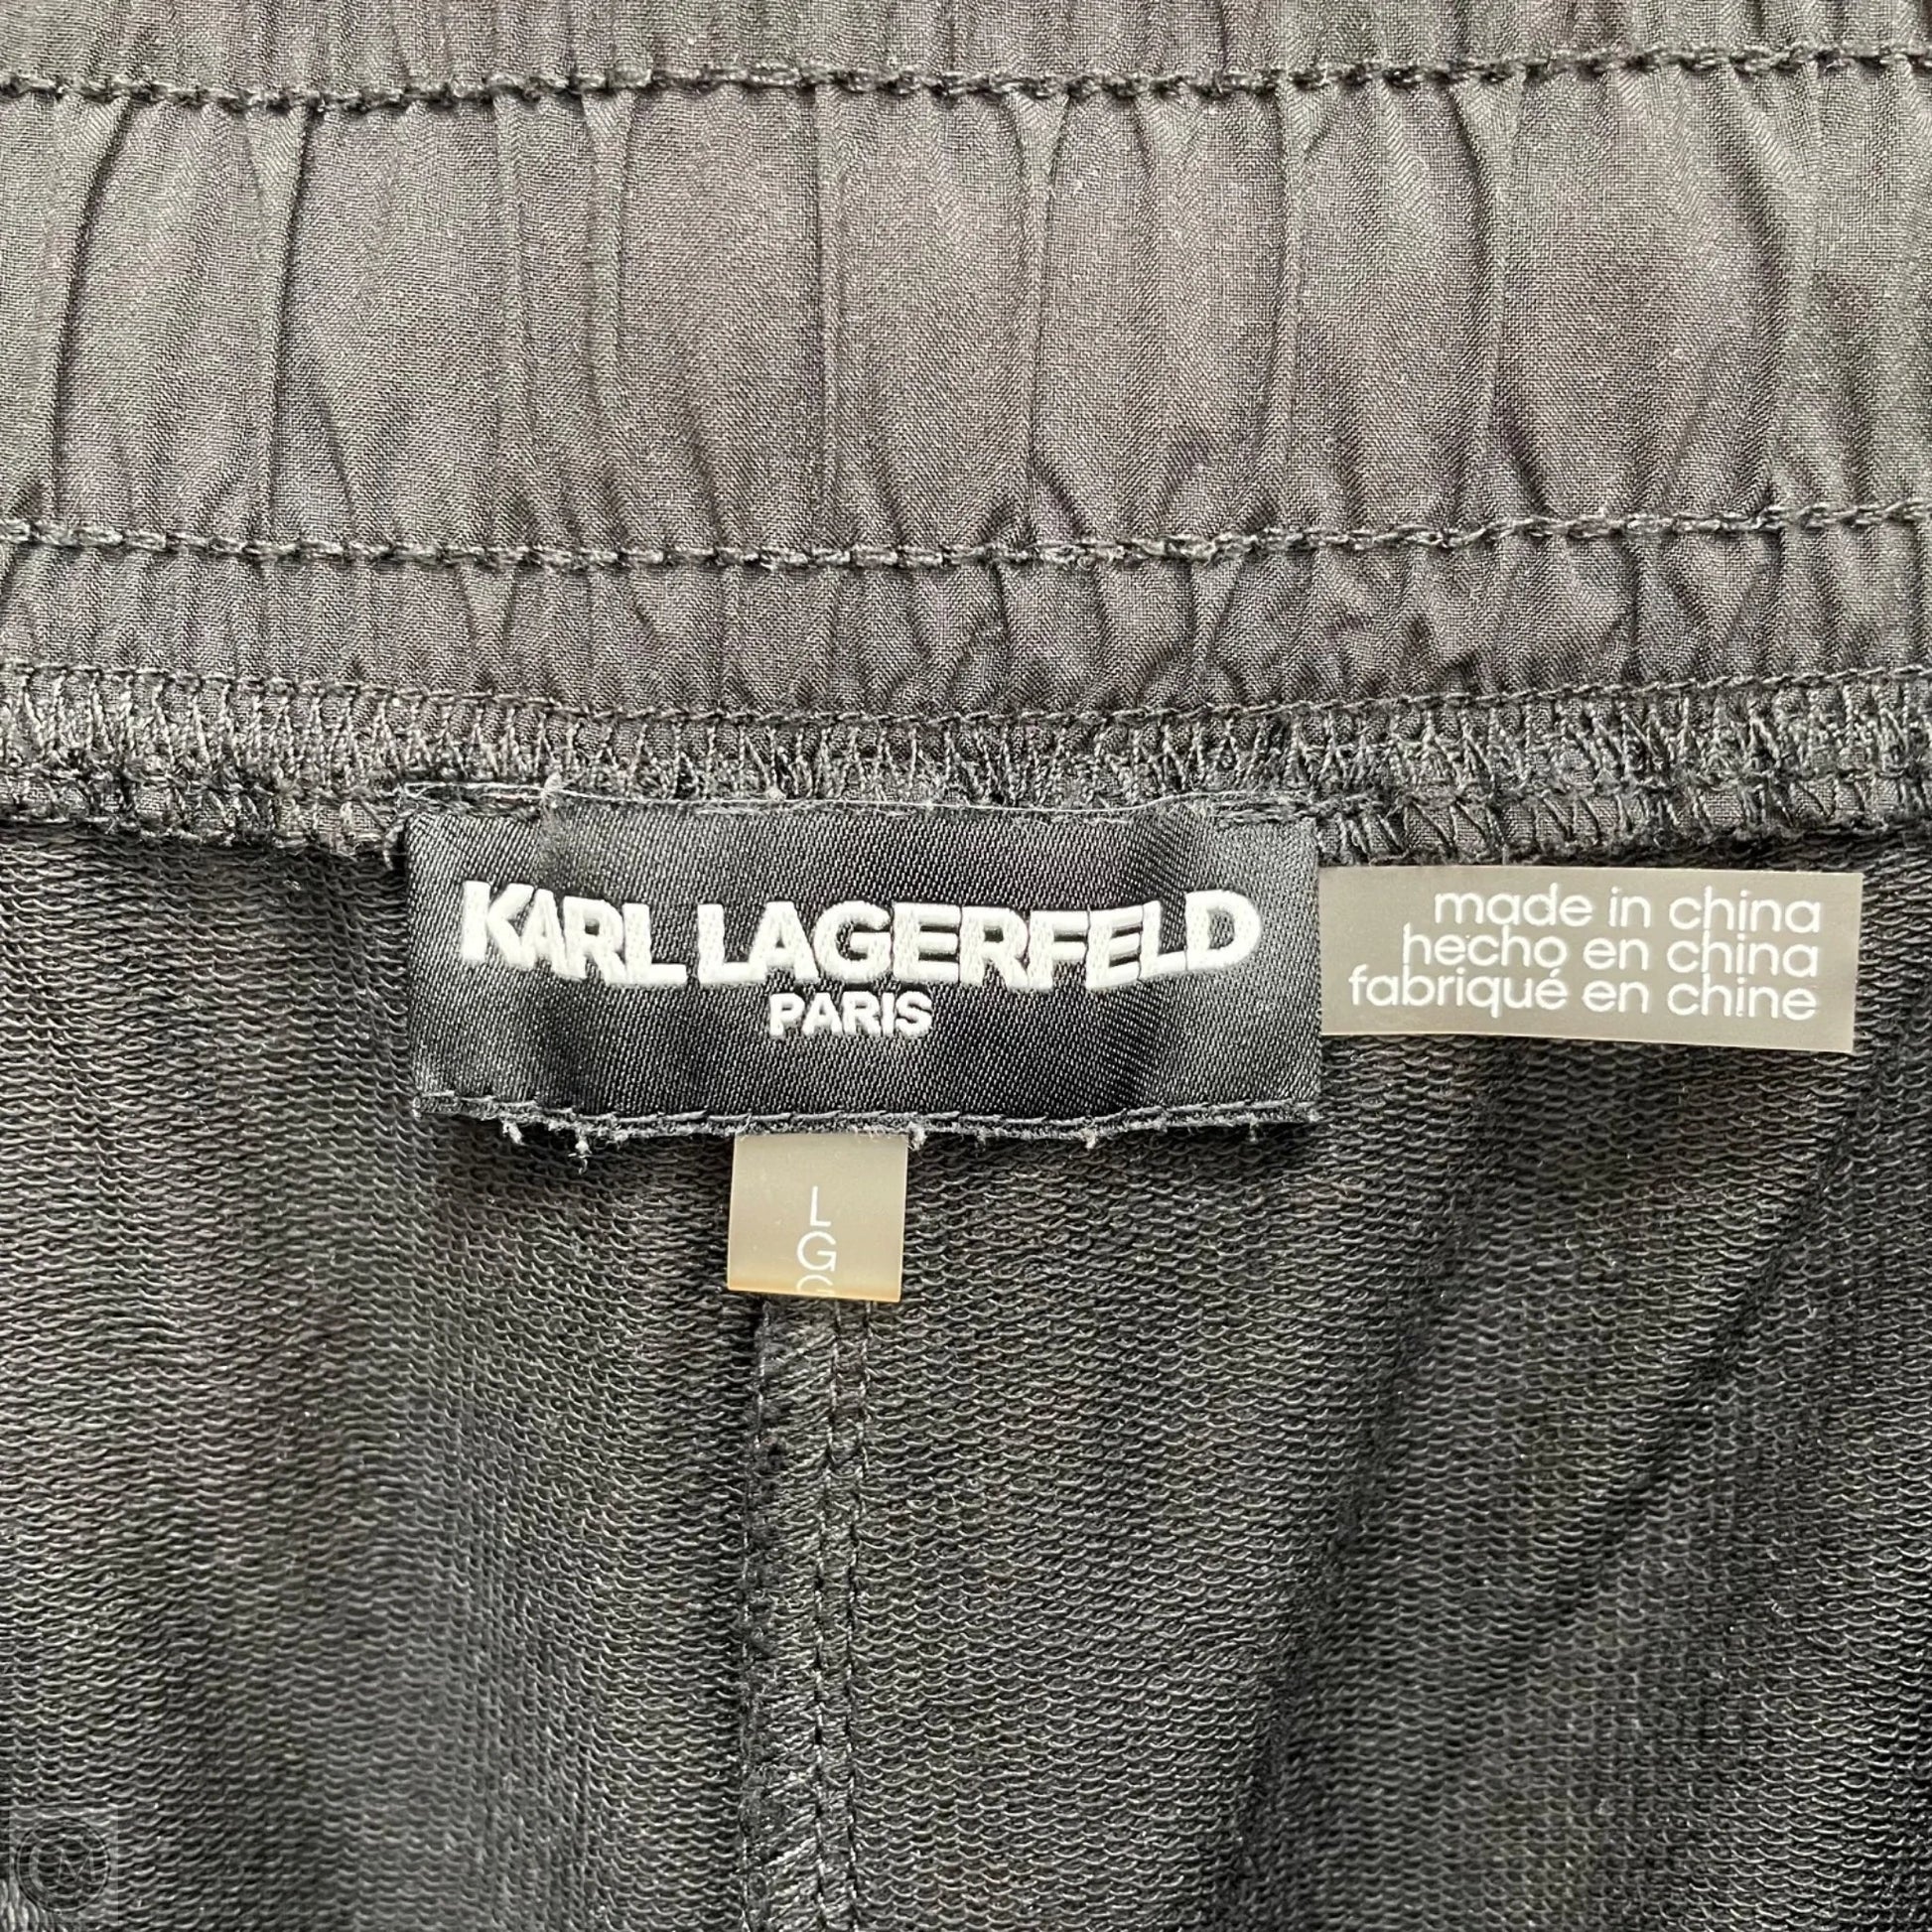 KARL LAGERFELD
PARIS
made in china
hecho en china
fabriqué en chine
L
G